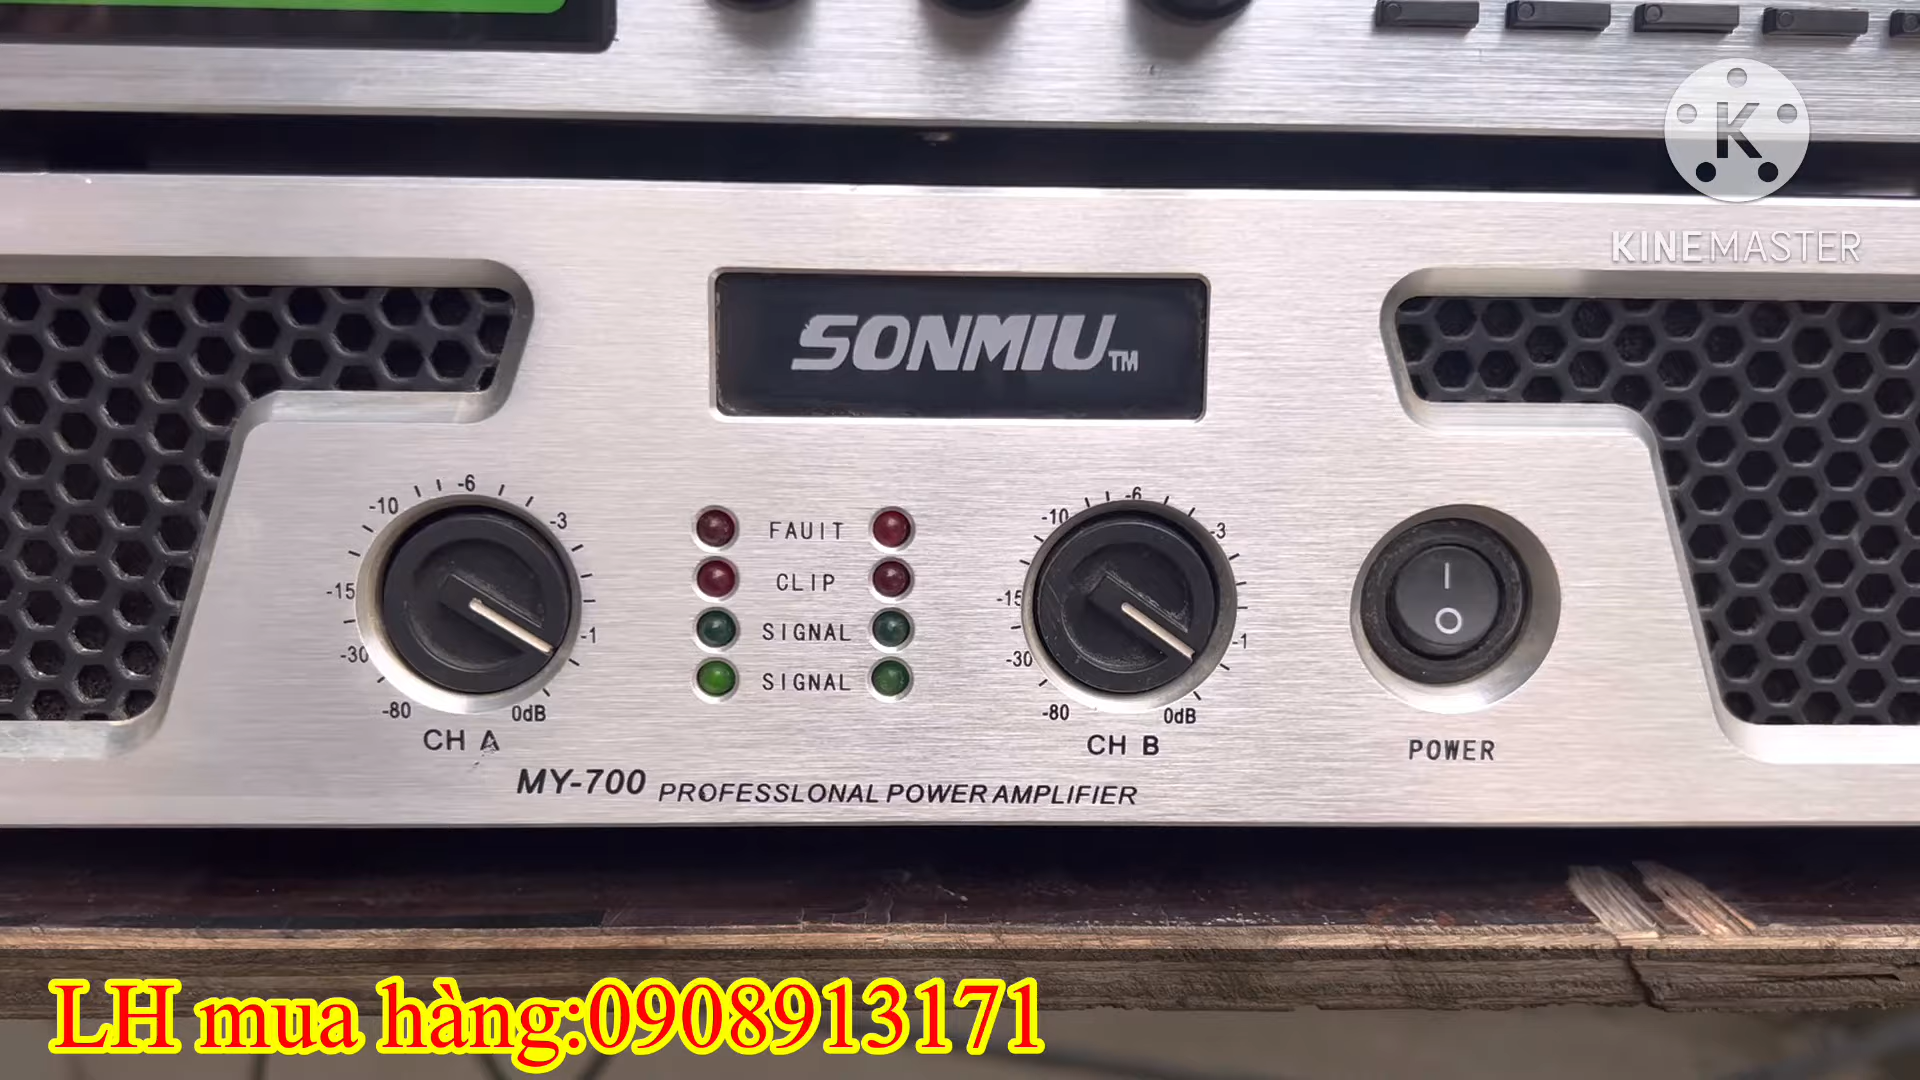 K
KINEMASTER
SONMIU TM
-6
-10
-3
-15
-1
-30
-80
0dB
CH A
FAUIT
CLIP
SIGNAL
SIGNAL
-6
-10
-3
-15
-1
-30
-80
0dB
CH B
I
O
POWER
MY-700 PROFESSLONAL POWER AMPLIFIER
LH mua hàng:0908913171